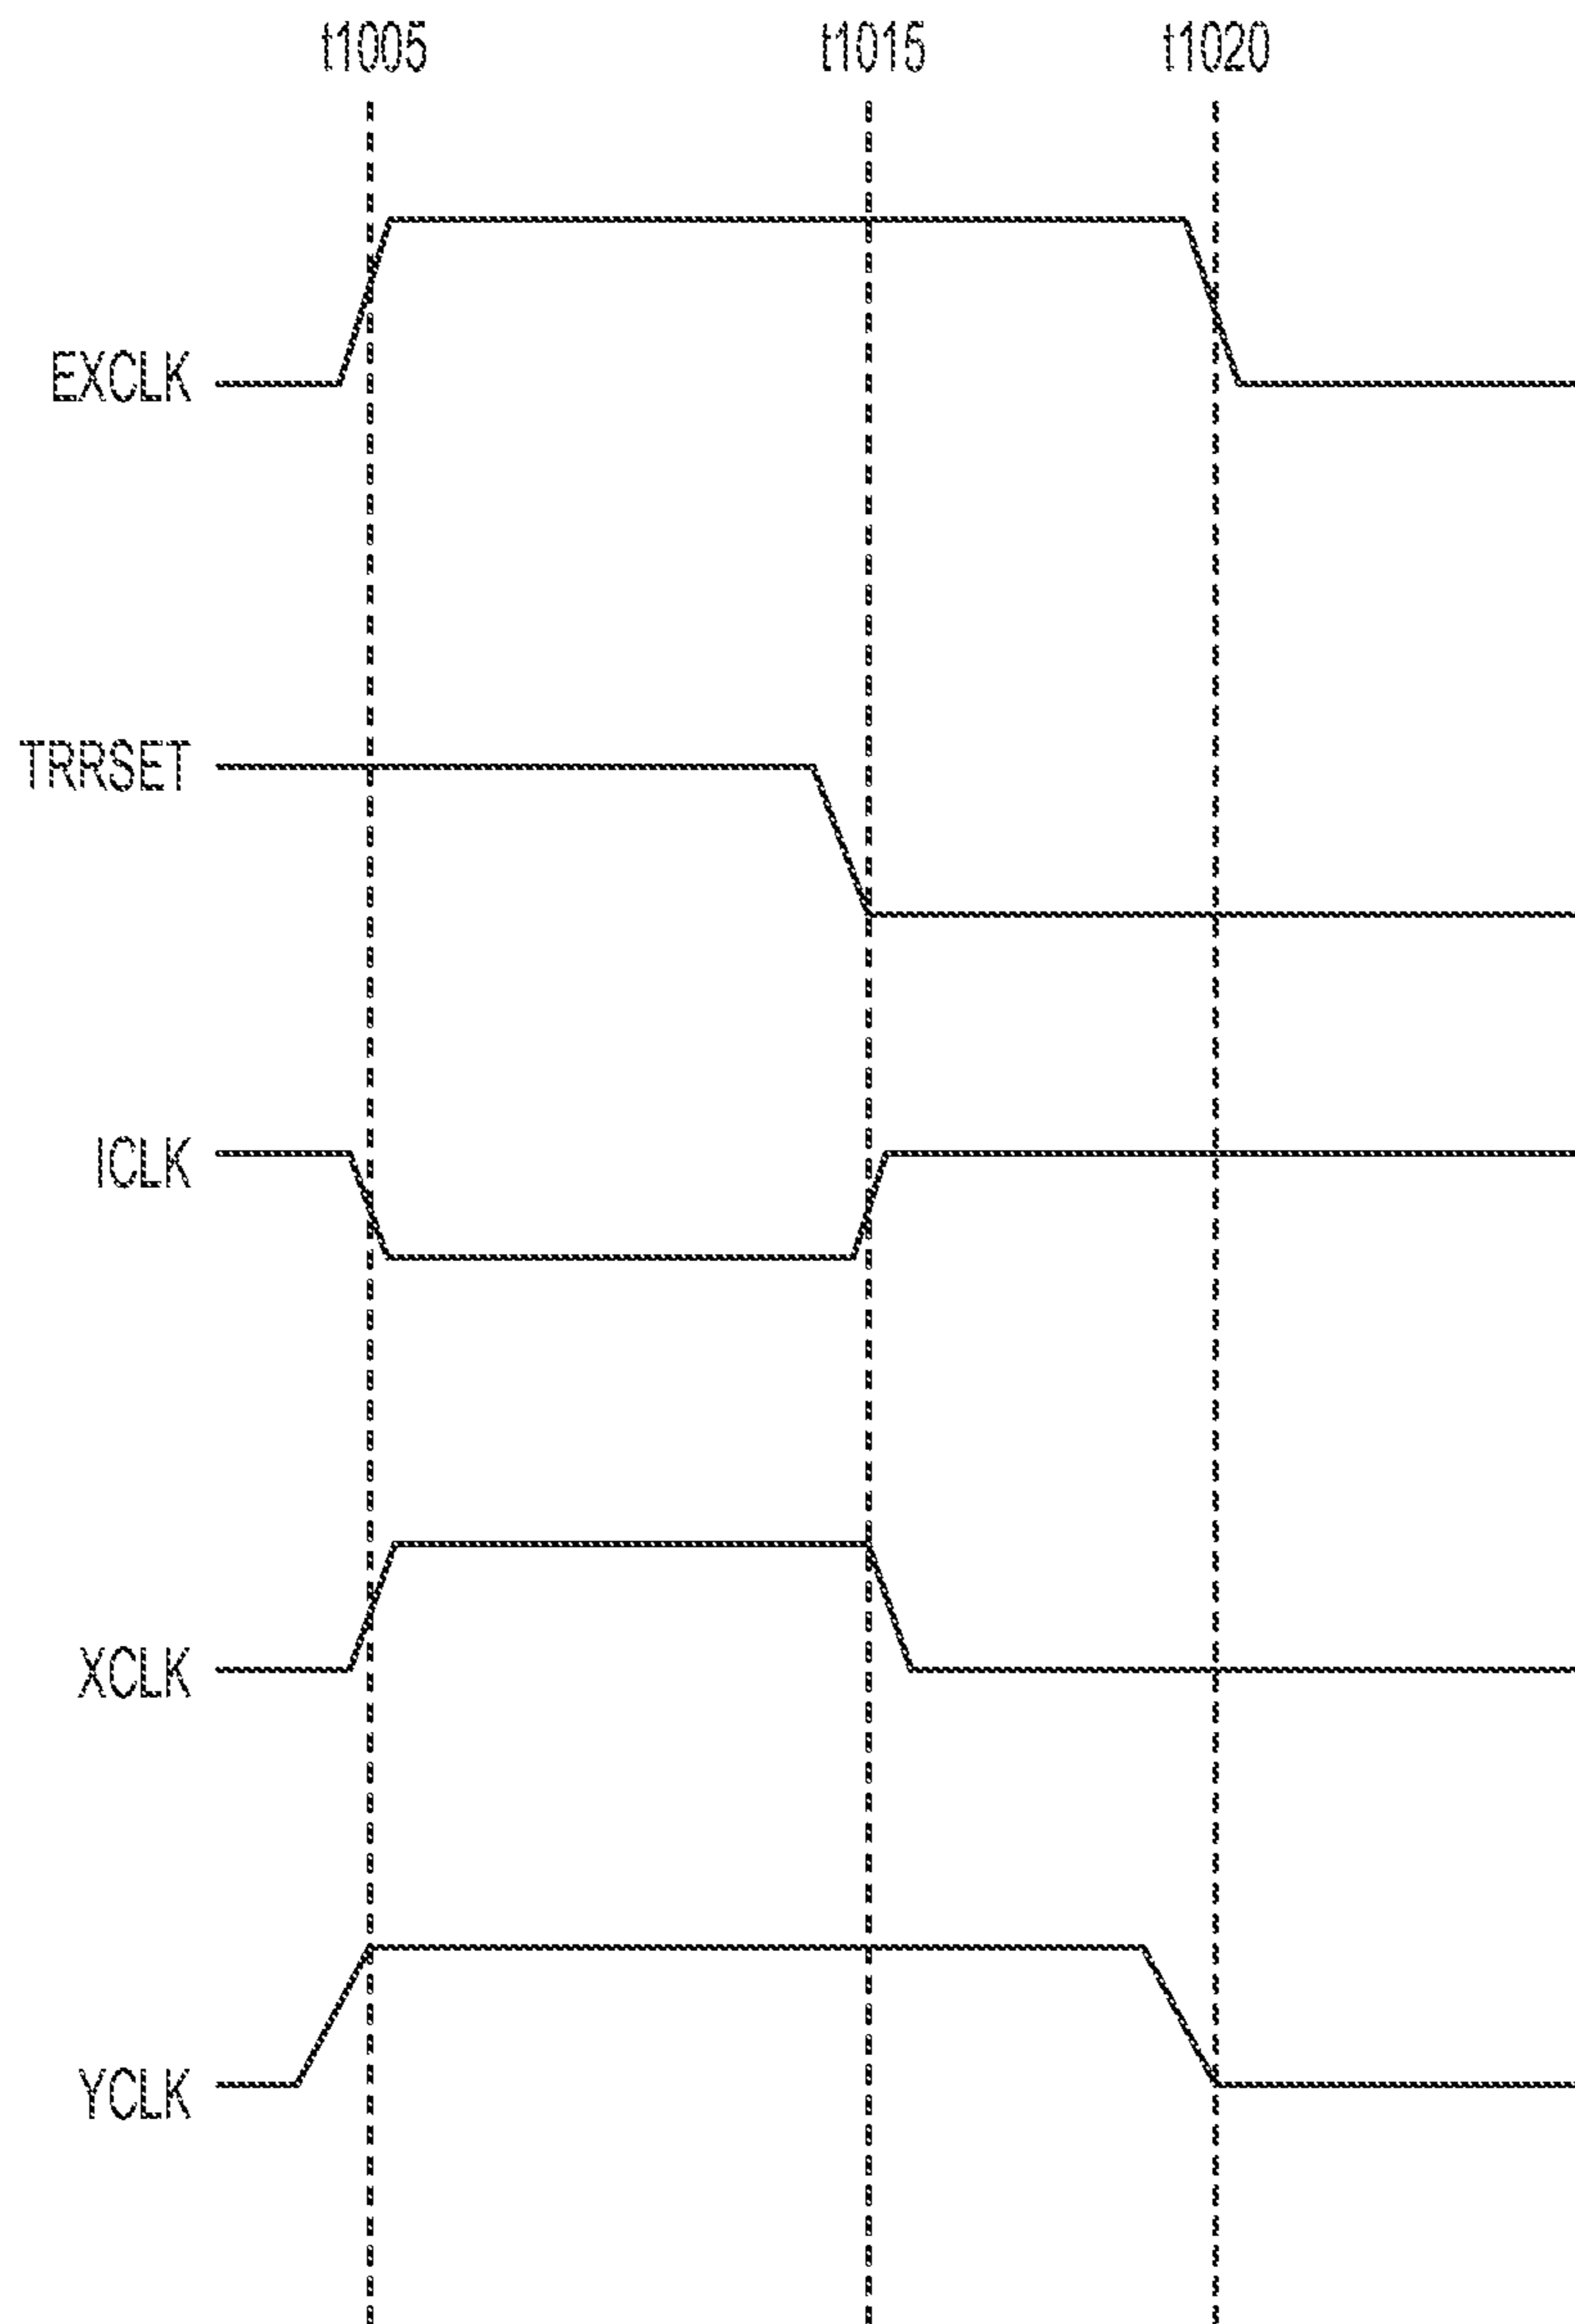 t1005 t1015 t1020
EXCLK
TRRSET
ICLK
XCLK
YCLK